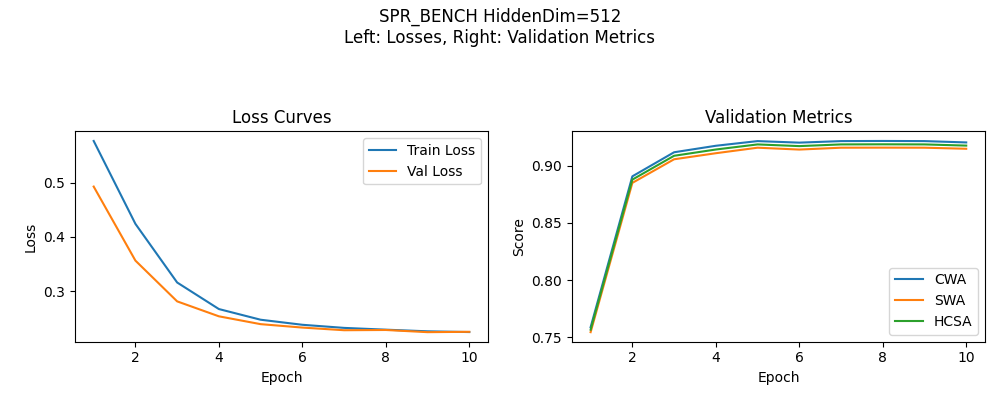 SPR_BENCH HiddenDim=512
Left: Losses, Right: Validation Metrics
Loss Curves
Train Loss
Val Loss
0.5
0.4
0.3
Loss
2
4
6
8
10
Epoch
Validation Metrics
0.90
0.85
0.80
0.75
Score
CWA
SWA
HCSA
2
4
6
8
10
Epoch